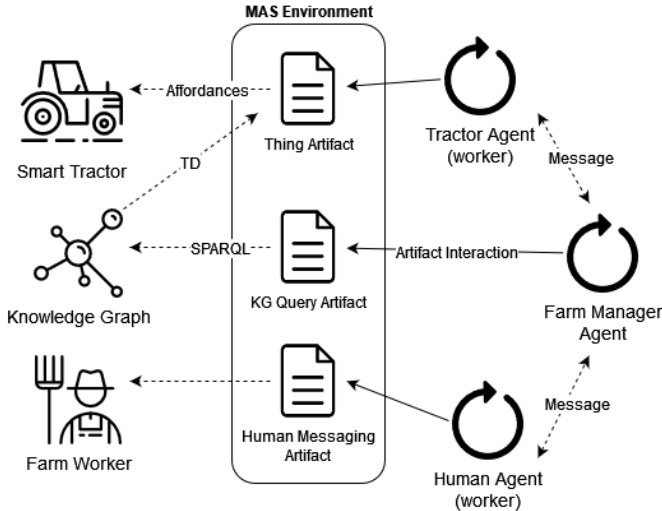 MAS Environment
Affordances
Thing Artifact
Smart Tractor
TD
Tractor Agent
(worker)
Message
SPARQL
KG Query Artifact
Artifact Interaction
Knowledge Graph
Farm Manager
Agent
Message
Human Messaging
Artifact
Farm Worker
Human Agent
(worker)